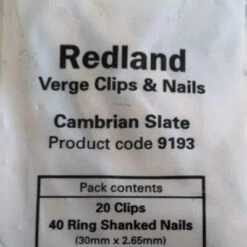 Redland
Verge Clips & Nails
Cambrian Slate
Product code 9193
Pack contents
20 Clips
40 Ring Shanked Nails
(30mm x 2.65mm)